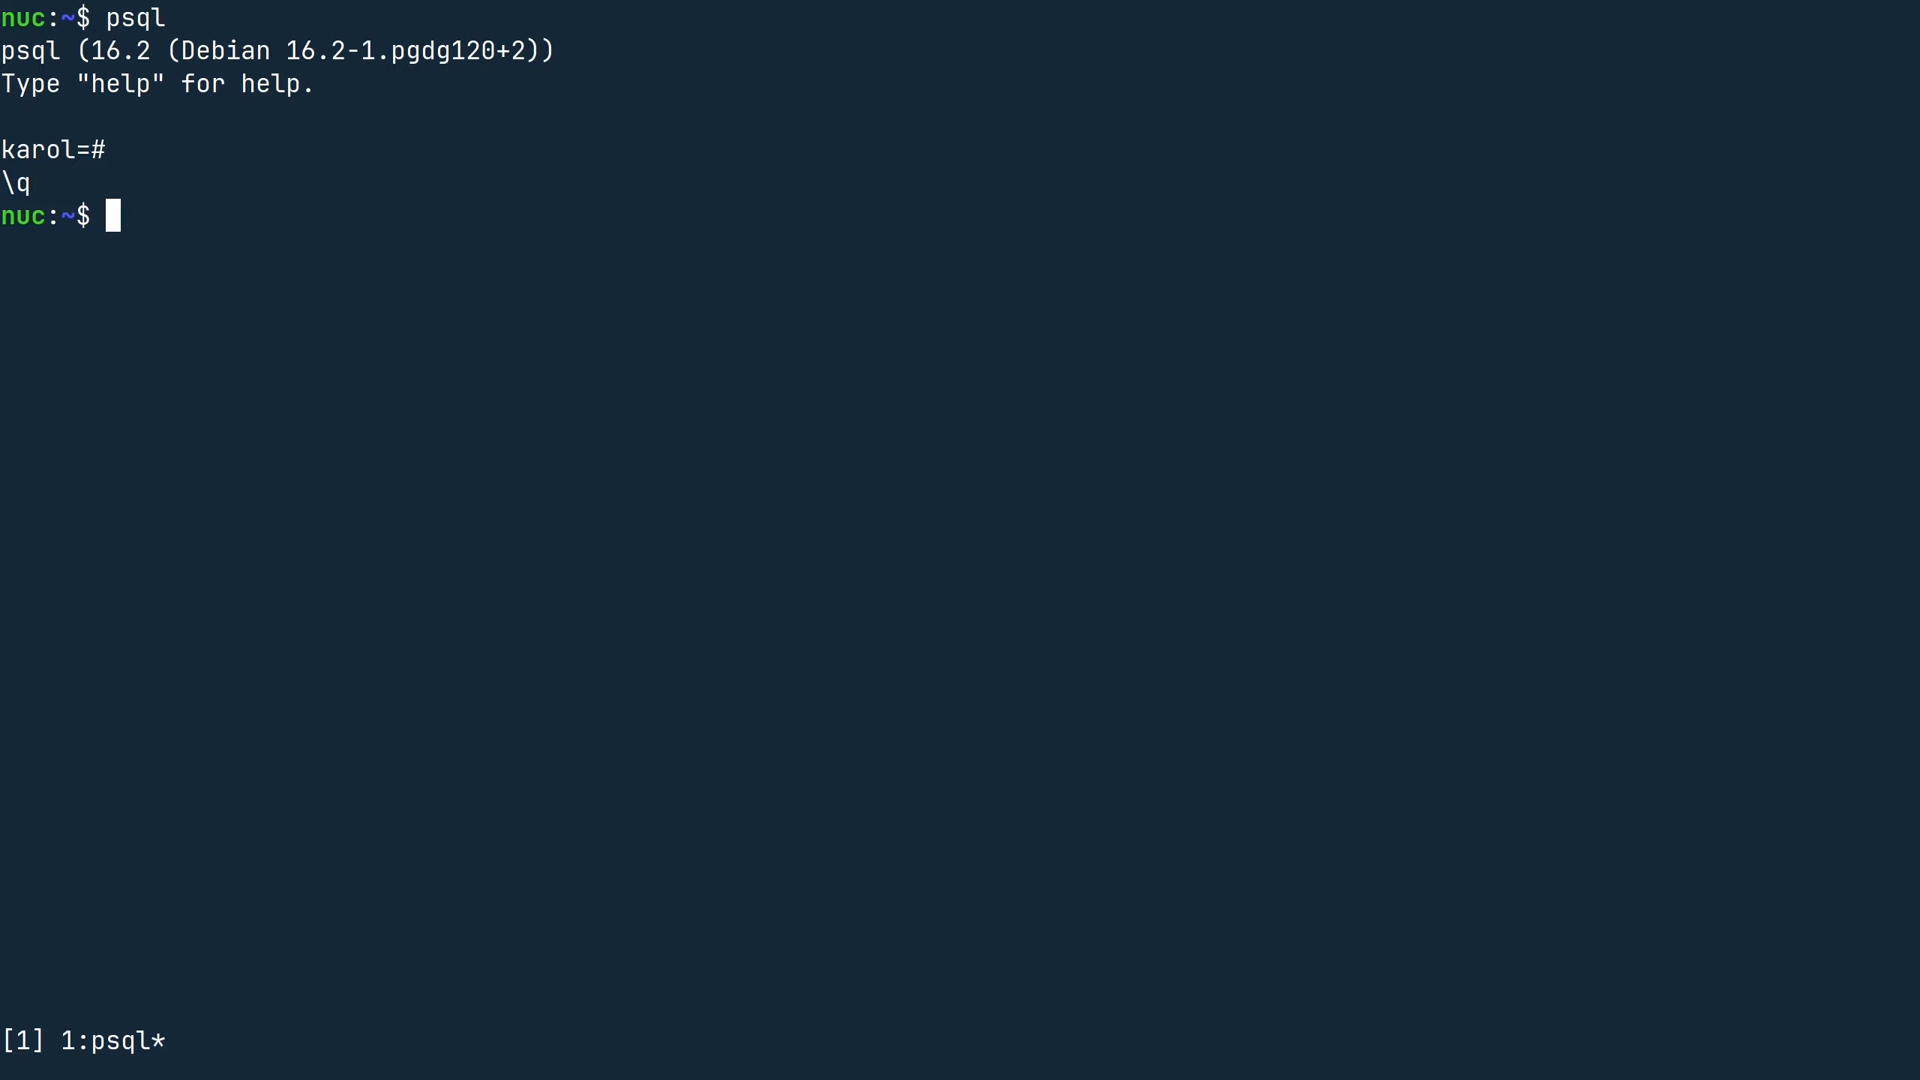 nuc:~$ psql
psql (16.2 (Debian 16.2-1.pgdg120+2))
Type "help" for help.
karol=#
\q
nuc:~$
[1] 1:psql*